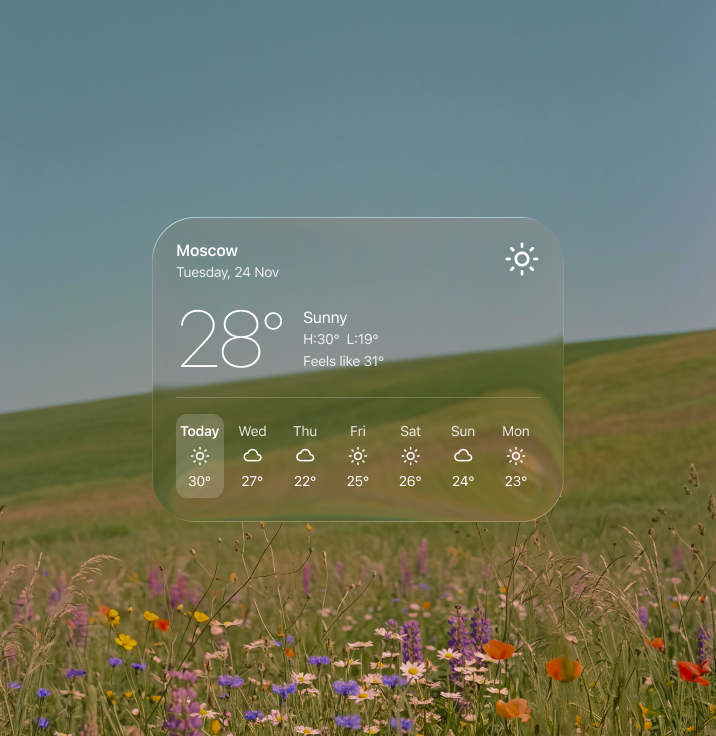 Moscow
Tuesday, 24 Nov
28°
Sunny
H:30° L:19°
Feels like 31°
Today Wed Thu Fri Sat Sun Mon
30° 27° 22° 25° 26° 24° 23°